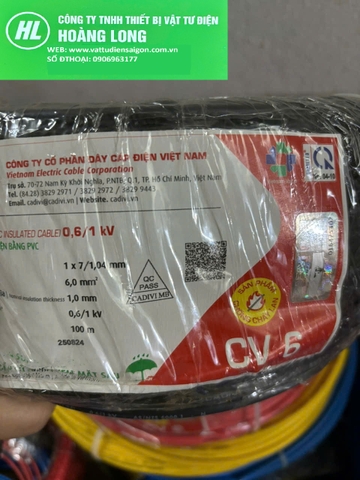 HL
CÔNG TY TNHH THIẾT BỊ VẬT TƯ ĐIỆN
HOÀNG LONG
WEB: www.vattudiensaigon.com
SỐ ĐTHOẠI: 0906963177
CÔNG TY CỔ PHẦN DÂY CÁP ĐIỆN VIỆT NAM
Vietnam Electric Cable Corporation
Trụ sở: 70-72 Nam Kỳ Khởi Nghĩa, P.NTB, Q.1, TP. Hồ Chí Minh, Việt Nam
(84.28) 3829 2971 / 3829 2972 / 3829 9443
Email: cadivi@cadivi.vn | Website. cadivi.vn
INSULATED CABLE) 0,6/1 kV
ĐIỆN BẰNG PVC
1 x 7/1,04 mm
6,0 mm²
insulation thickness 1,0 mm
0,6/1 kV
100 m
250824
QC
PASS
CADIVI MB
SẢN PHẨM
CV 6